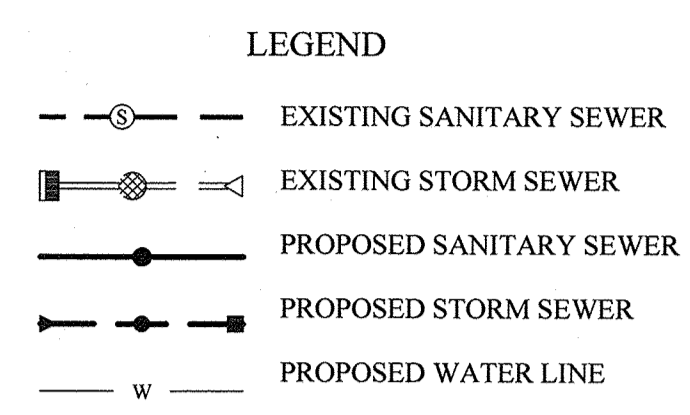 LEGEND
S EXISTING SANITARY SEWER
EXISTING STORM SEWER
PROPOSED SANITARY SEWER
PROPOSED STORM SEWER
W PROPOSED WATER LINE